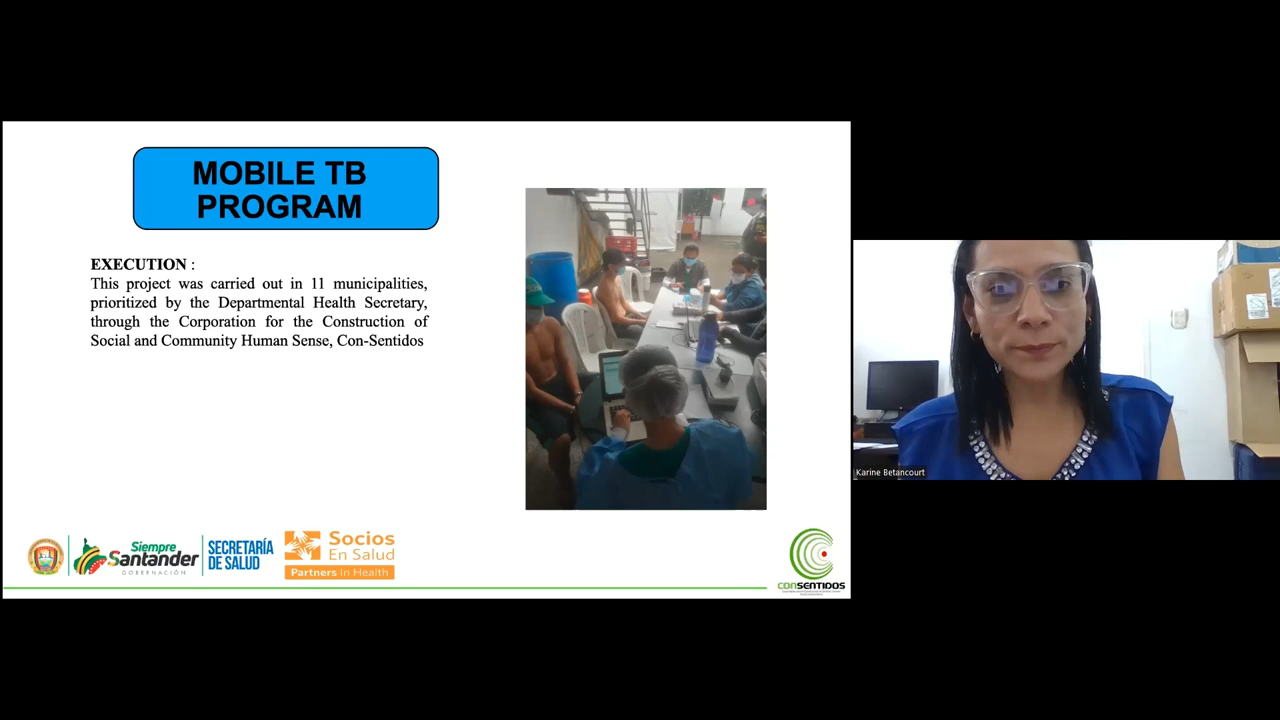 MOBILE TB
PROGRAM
EXECUTION :
This project was carried out in 11 municipalities,
prioritized by the Departmental Health Secretary,
through the Corporation for the Construction of
Social and Community Human Sense, Con-Sentidos
Siempre
Santander
GOBERNACIÓN
SECRETARÍA
DE SALUD
Socios
En Salud
Partners In Health
CONSENTIDOS
Karine Betancourt